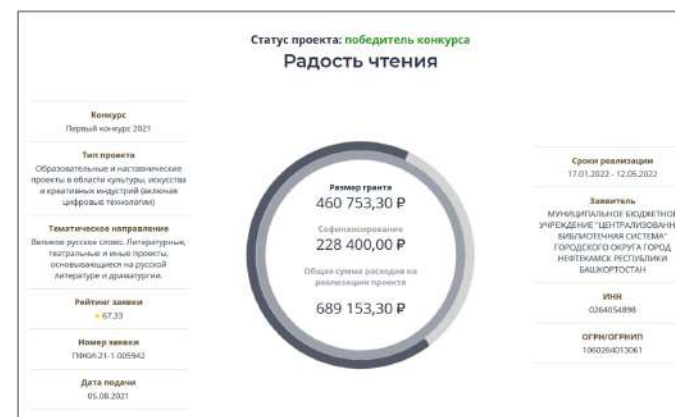 Статус проекта: победитель конкурса
Радость чтения
Конкурс
Первый конкурс 2021
Тип проекта
Образовательные и наставнические
проекты в области культуры, искусства
и креативных индустрий (включая
цифровые технологии)
Тематическое направление
Великое русское слово. Литературные,
театральные и иные проекты,
основывающиеся на русской
литературе и драматургии.
Рейтинг заявки
67,33
Номер заявки
ПФКИ-21-1-005942
Дата подачи
05.08.2021
Размер гранта
460 753,30 ₽
Софинансирование
228 400,00 ₽
Общая сумма расходов на
реализацию проекта
689 153,30 ₽
Сроки реализации
17.01.2022 - 12.05.2022
Заявитель
МУНИЦИПАЛЬНОЕ БЮДЖЕТНОЕ
УЧРЕЖДЕНИЕ "ЦЕНТРАЛИЗОВАНН
БИБЛИОТЕЧНАЯ СИСТЕМА"
ГОРОДСКОГО ОКРУГА ГОРОД
НЕФТЕКАМСК РЕСПУБЛИКИ
БАШКОРТОСТАН
ИНН
0264054898
ОГРН/ОГРНИП
1060264013061